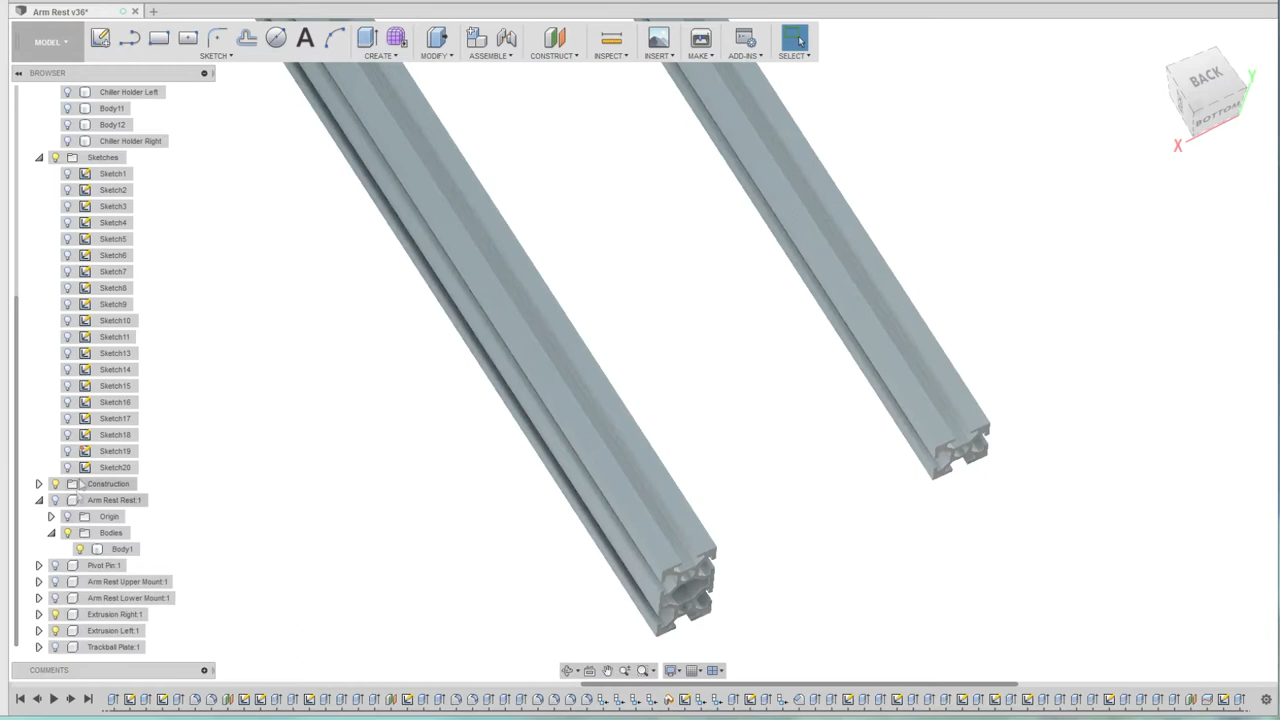 Arm Rest v36*
MODEL
SKETCH
CREATE
MODIFY
ASSEMBLE
CONSTRUCT
INSPECT
INSERT
MAKE
ADD-INS
SELECT
BROWSER
BACK
BOTTOM
Y
X
Chiller Holder Left
Body11
Body12
Chiller Holder Right
Sketches
Sketch1
Sketch2
Sketch3
Sketch4
Sketch5
Sketch6
Sketch7
Sketch8
Sketch9
Sketch10
Sketch11
Sketch13
Sketch14
Sketch15
Sketch16
Sketch17
Sketch18
Sketch19
Sketch20
Construction
Arm Rest Rest:1
Origin
Bodies
Body1
Pivot Pin:1
Arm Rest Upper Mount:1
Arm Rest Lower Mount:1
Extrusion Right:1
Extrusion Left:1
Trackball Plate:1
COMMENTS